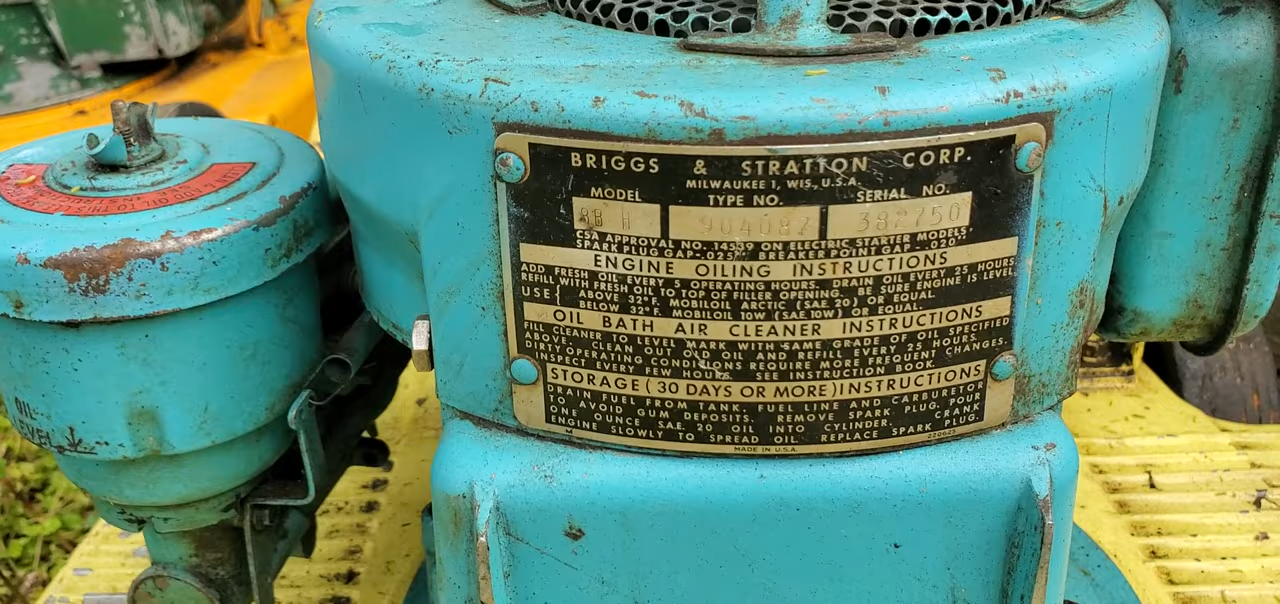 BRIGGS & STRATTON CORP.
MILWAUKEE 1, WIS., U.S.A.
MODEL TYPE NO. SERIAL NO.
8B H 904087 382750
CSA APPROVAL NO. 14539 ON ELECTRIC STARTER MODELS.
SPARK PLUG GAP-.025" BREAKER POINT GAP-.020"
ENGINE OILING INSTRUCTIONS
ADD FRESH OIL EVERY 5 OPERATING HOURS. DRAIN OIL EVERY 25 HOURS
REFILL WITH FRESH OIL TO TOP OF FILLER OPENING. BE SURE ENGINE IS LEVEL.
USE { ABOVE 32°F. MOBILOIL ARCTIC (SAE 20) OR EQUAL.
BELOW 32°F. MOBILOIL 10W (SAE 10W) OR EQUAL.
OIL BATH AIR CLEANER INSTRUCTIONS
FILL CLEANER TO LEVEL MARK WITH SAME GRADE OF OIL SPECIFIED
ABOVE. CLEAN OUT OLD OIL AND REFILL EVERY 25 HOURS.
DIRTY OPERATING CONDITIONS REQUIRE MORE FREQUENT CHANGES.
INSPECT EVERY FEW HOURS. SEE INSTRUCTION BOOK.
STORAGE (30 DAYS OR MORE) INSTRUCTIONS
DRAIN FUEL FROM TANK, FUEL LINE AND CARBURETOR
TO AVOID GUM DEPOSITS. REMOVE SPARK PLUG. POUR
ONE OUNCE S.A.E. 20 OIL INTO CYLINDER. CRANK
ENGINE SLOWLY TO SPREAD OIL. REPLACE SPARK PLUG.
220625
MADE IN U.S.A.
OIL
LEVEL